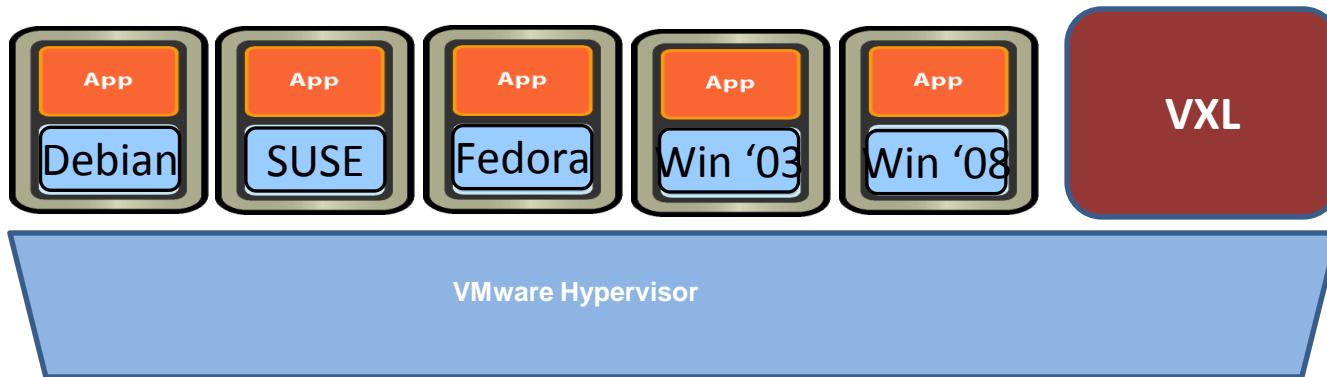 App
App
App
App
App
VXL
Debian
SUSE
Fedora
Win ‘03
Win ‘08
VMware Hypervisor